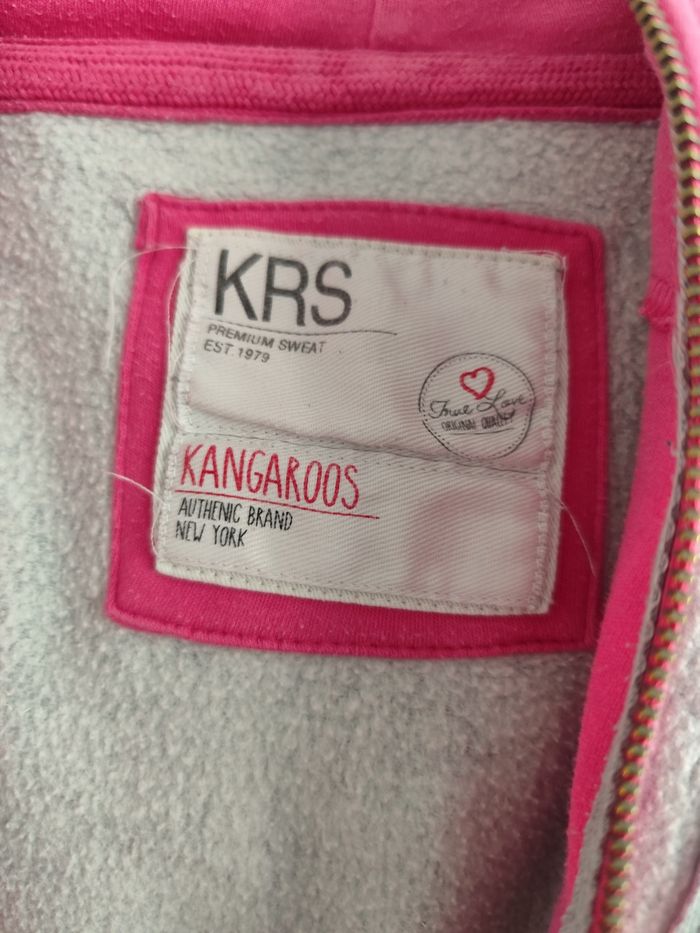 KRS
PREMIUM SWEAT
EST. 1979
True Love
ORIGINAL QUALITY
KANGAROOS
AUTHENIC BRAND
NEW YORK